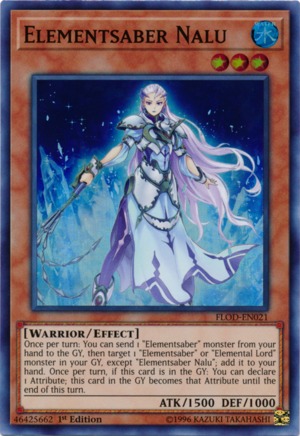 ELEMENTSABER NALU
水
FLOD-EN021
[WARRIOR/EFFECT]
Once per turn: You can send 1 "Elementsaber" monster from
your hand to the GY, then target 1 "Elementsaber" or "Elemental Lord"
monster in your GY, except "Elementsaber Nalu"; add it to your
hand. Once per turn, if this card is in the GY: You can declare
1 Attribute; this card in the GY becomes that Attribute until the
end of this turn.
ATK/1500 DEF/1000
46425662 1st Edition ©1996 KAZUKI TAKAHASHI